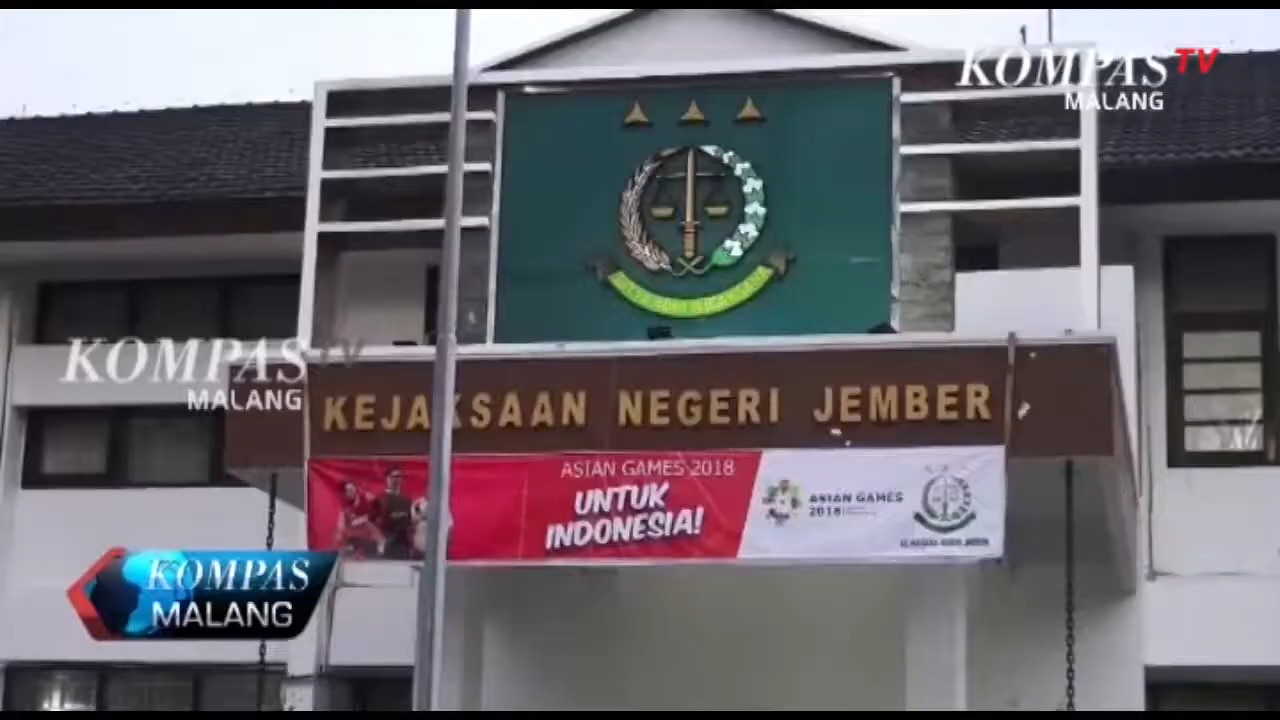 KOMPAS TV
MALANG
KOMPAS TV
MALANG
KEJAKSAAN NEGERI JEMBER
ASIAN GAMES 2018
UNTUK
INDONESIA!
ASIAN GAMES
2018
KOMPAS
MALANG